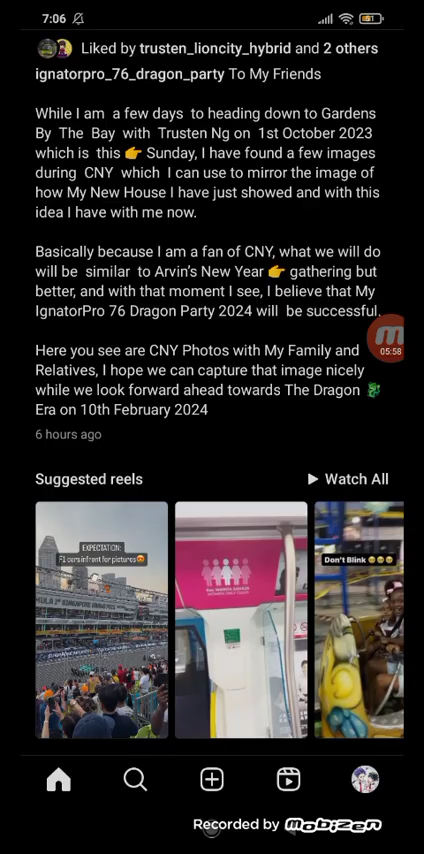 7:06
51
Liked by trusten_lioncity_hybrid and 2 others
ignatorpro_76_dragon_party To My Friends
While I am a few days to heading down to Gardens
By The Bay with Trusten Ng on 1st October 2023
which is this 👉 Sunday, I have found a few images
during CNY which I can use to mirror the image of
how My New House I have just showed and with this
idea I have with me now.
Basically because I am a fan of CNY, what we will do
will be similar to Arvin's New Year 👉 gathering but
better, and with that moment I see, I believe that My
IgnatorPro 76 Dragon Party 2024 will be successful.
05:58
Here you see are CNY Photos with My Family and
Relatives, I hope we can capture that image nicely
while we look forward ahead towards The Dragon 🐉
Era on 10th February 2024
6 hours ago
Suggested reels
▶ Watch All
EXPECTATION:
F1 cars infront for pictures😍
SINGAPORE GRAND PRIX
Don't Blink
Recorded by Mobizen